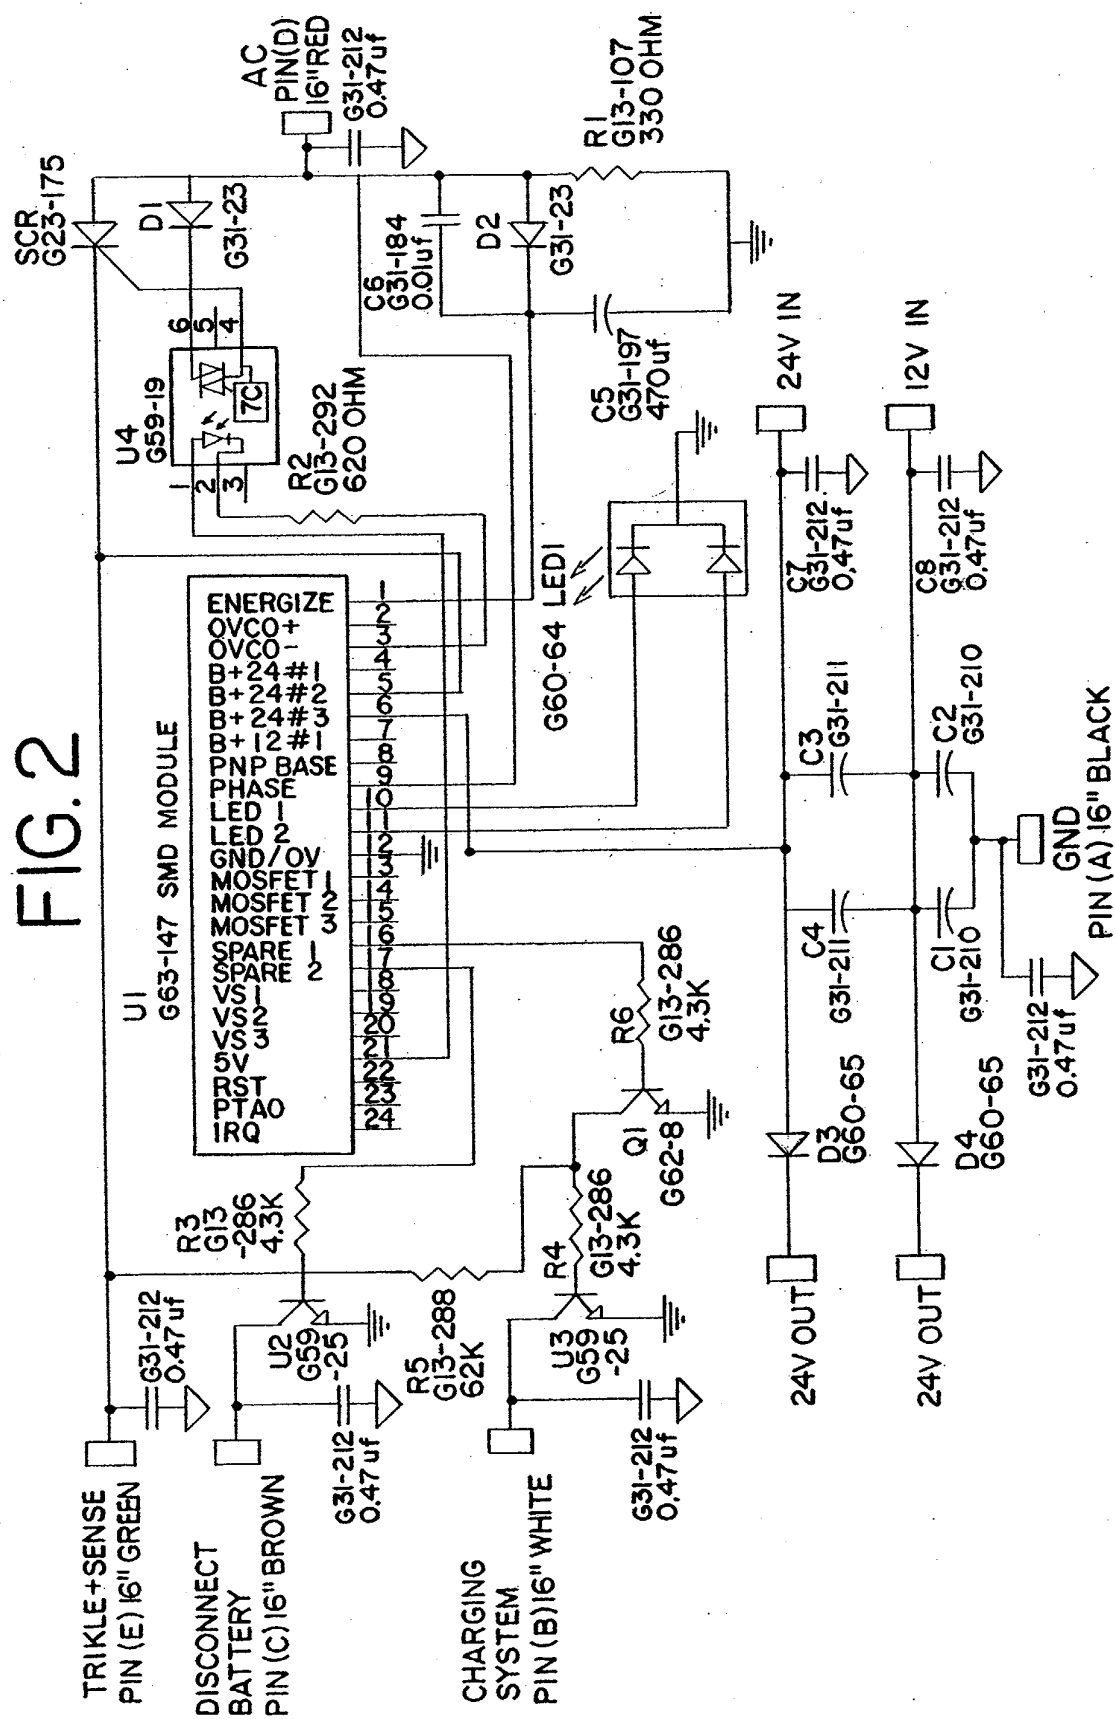 FIG. 2
TRIKLE+SENSE
PIN (E) 16" GREEN
G31-212
0.47uf
DISCONNECT
BATTERY
PIN (C) 16" BROWN
G31-212
0.47uf
CHARGING
SYSTEM
PIN (B) 16" WHITE
G31-212
0.47uf
U2
G59
-25
R3
G13
-286
4.3K
R5
G13-288
62K
U3
G59
-25
R4
G13-286
4.3K
Q1
G62-8
R6
G13-286
4.3K
U1
G63-147 SMD MODULE
ENERGIZE 1
OVCO+ 2
OVCO- 3
B+24#1 4
B+24#2 5
B+24#3 6
B+12#1 7
PNP BASE 8
PHASE 9
LED 1 10
LED 2 11
GND/OV 12
MOSFET 1 13
MOSFET 2 14
MOSFET 3 15
SPARE 1 16
SPARE 2 17
VS1 18
VS2 19
VS3 20
5V 21
RST 22
PTAO 23
IRQ 24
U4
G59-19
1
2
3
6
5
4
7C
R2
G13-292
620 OHM
SCR
G23-175
D1
G31-23
AC
PIN(D)
16"RED
G31-212
0.47uf
C6
G31-184
0.01uf
D2
G31-23
R1
G13-107
330 OHM
C5
G31-197
470uf
G60-64 LED1
24V IN
C7
G31-212
0.47uf
12V IN
C8
G31-212
0.47uf
C3
G31-211
C2
G31-210
C4
G31-211
C1
G31-210
GND
PIN (A) 16" BLACK
G31-212
0.47uf
D3
G60-65
D4
G60-65
24V OUT
24V OUT